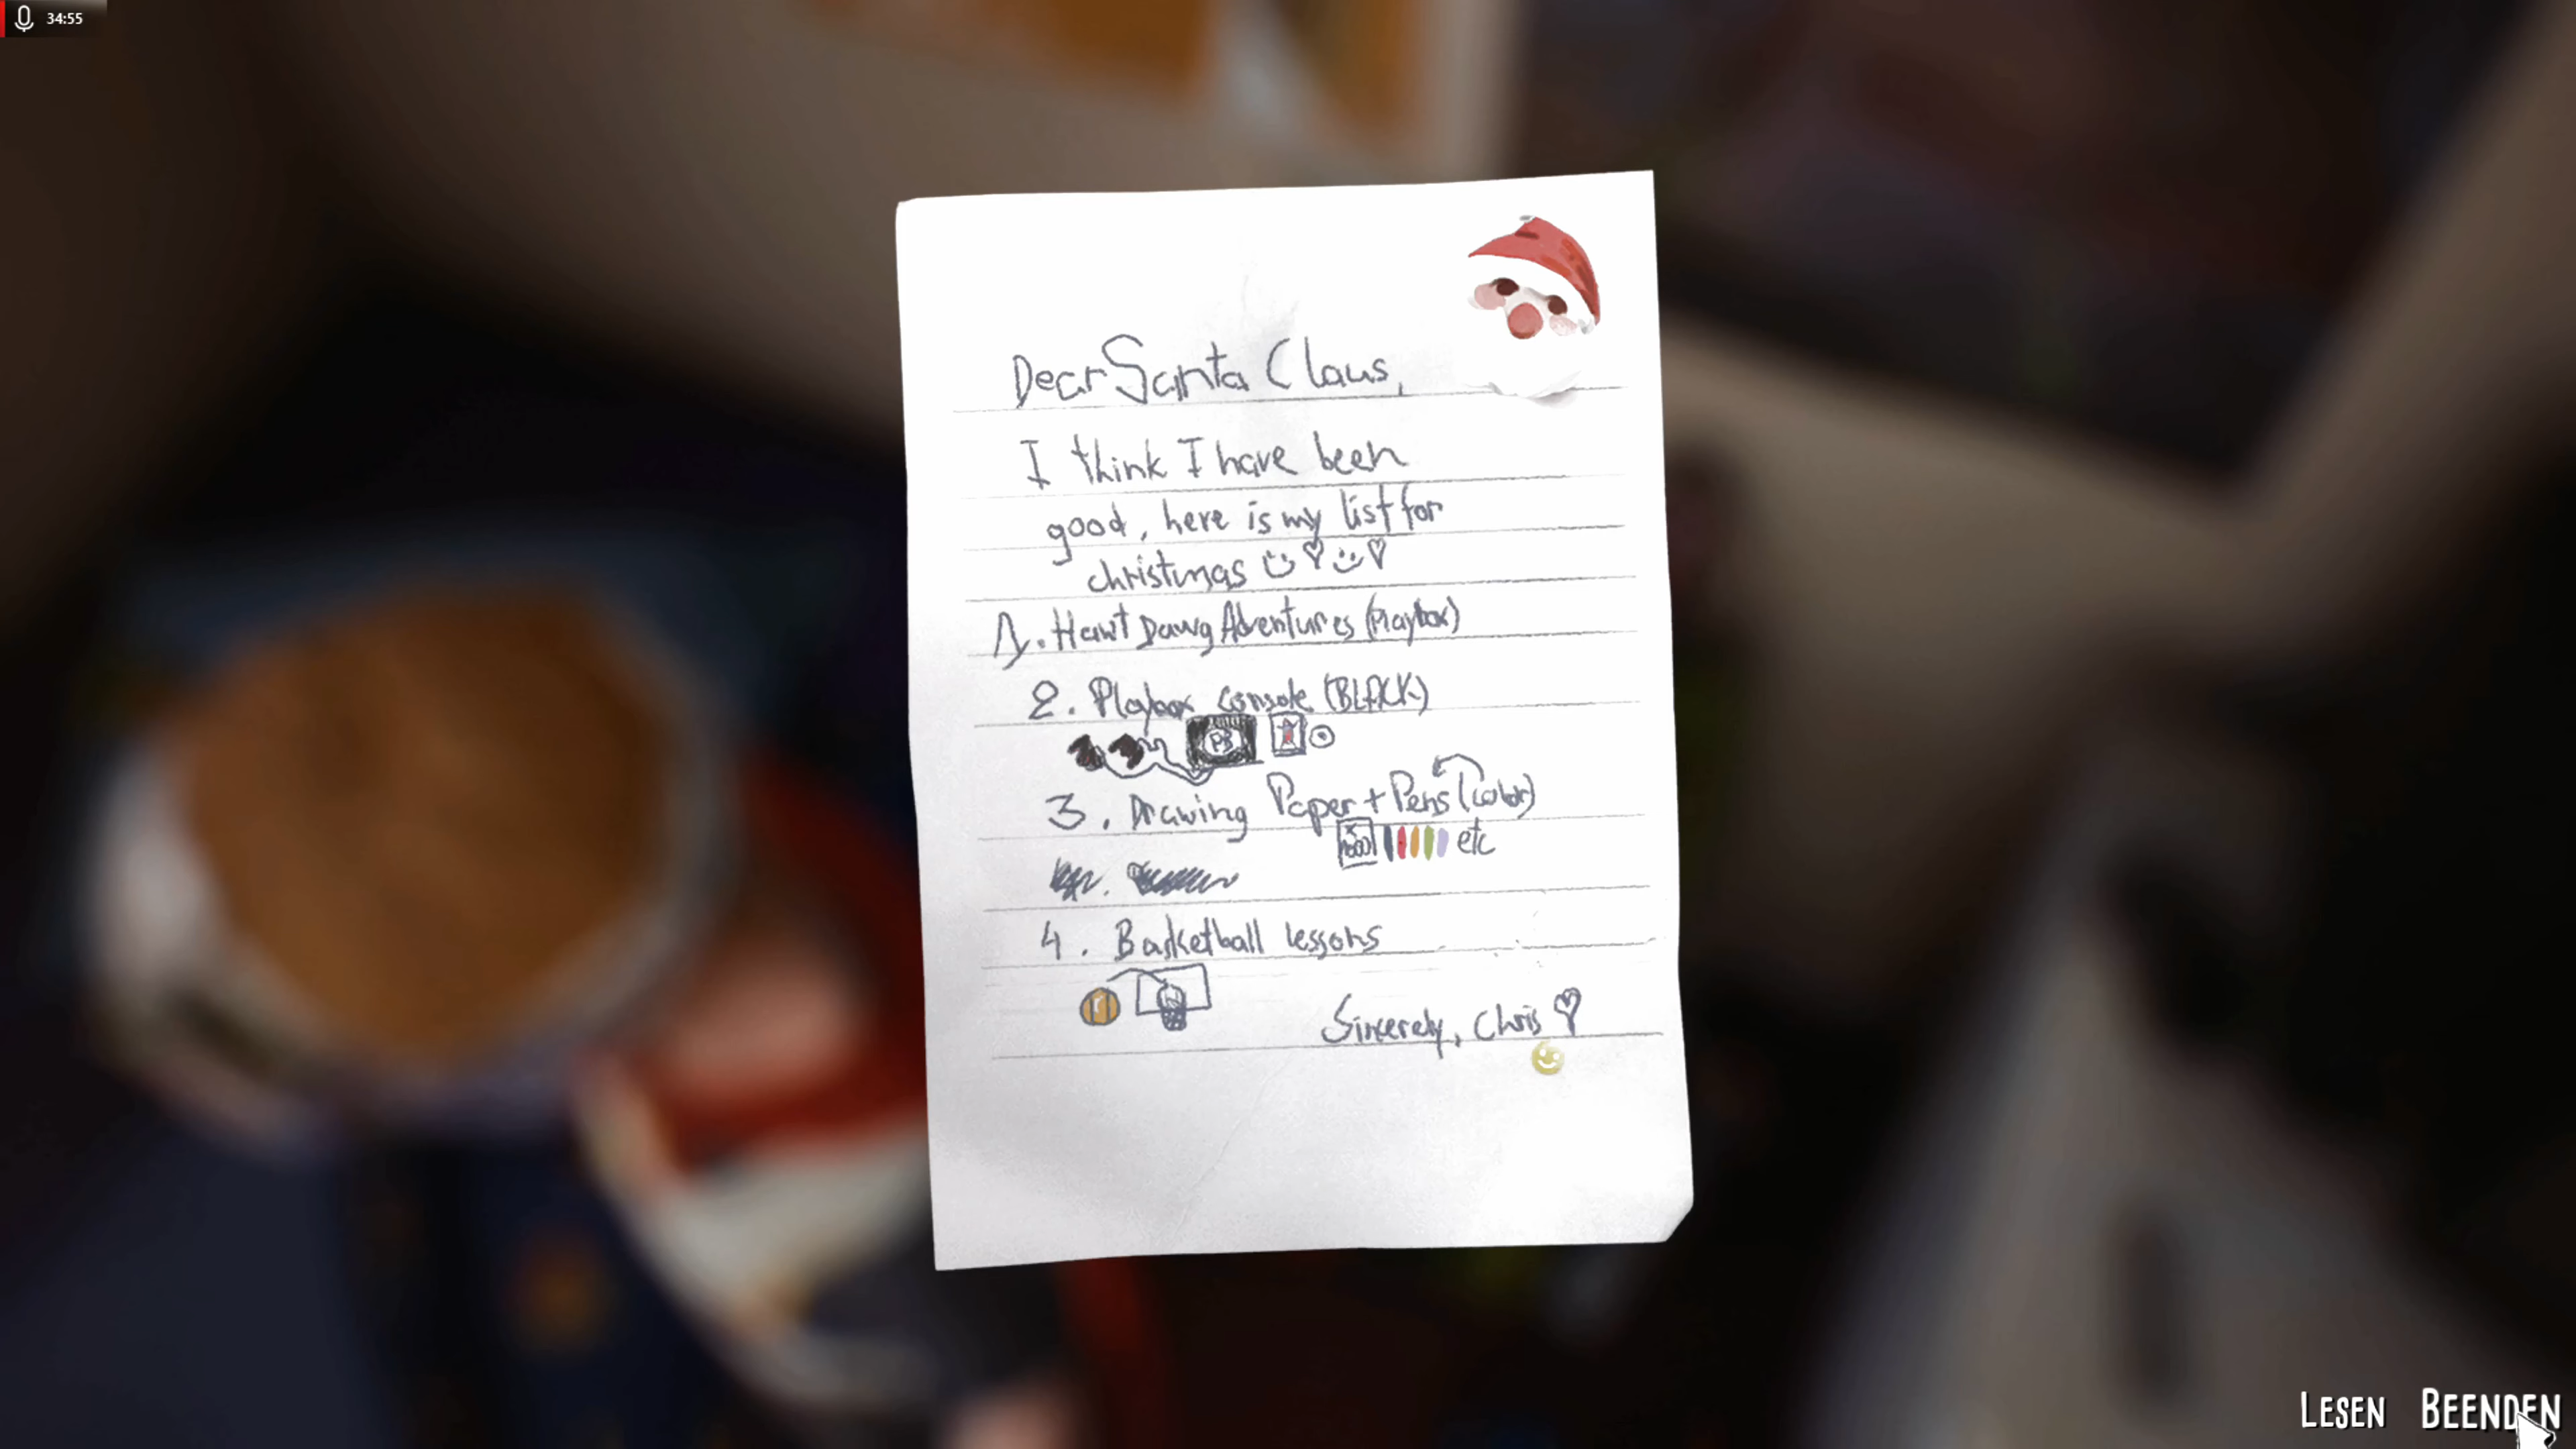 34:55
Dear Santa Claus,
I think I have been
good, here is my list for
christmas
1. Hawt Dawg Adventures (Playbox)
2. Playbox console (BLACK)
PB
3. Drawing Paper + Pens (color)
etc
4. Basketball lessons
Sincerely, Chris
LESEN BEENDEN